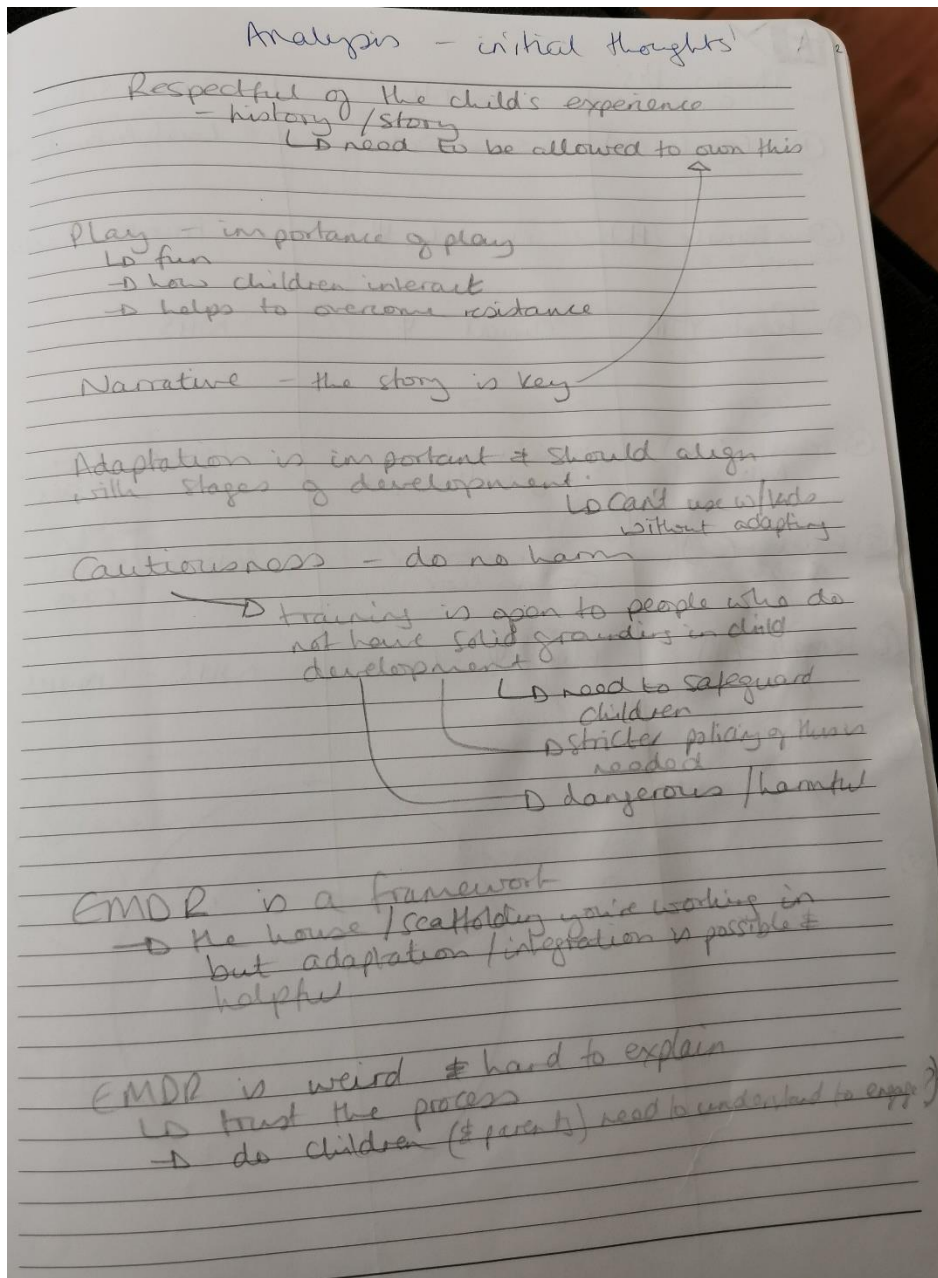 Analysis - initial thoughts
Respectful of the child's experience
- history / story
↳ need to be allowed to own this
Play - importance of play
↳ fun
→ how children interact
→ helps to overcome resistance
Narrative - the story is key
Adaptation is important & should align
with stages of development.
↳ Can't use w/kids
without adapting
Cautiousness - do no harm
→ training is open to people who do
not have solid grounding in child
development
↳ need to safeguard
children
→ stricter policing of this is
needed
→ dangerous / harmful
EMDR is a framework
→ the house / scaffolding you're working in
but adaptation / integration is possible &
helpful
EMDR is weird & hard to explain
↳ trust the process
→ do children (& parents) need to understand to engage?